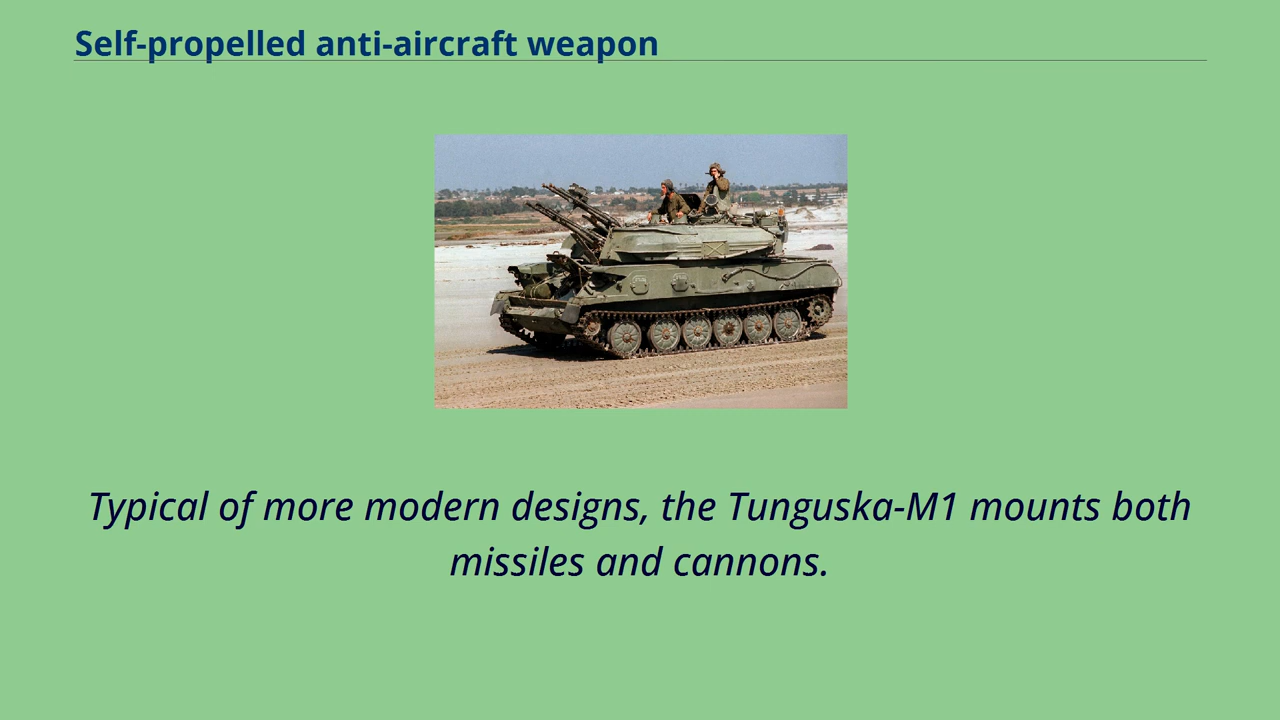 Self-propelled anti-aircraft weapon
Typical of more modern designs, the Tunguska-M1 mounts both
missiles and cannons.